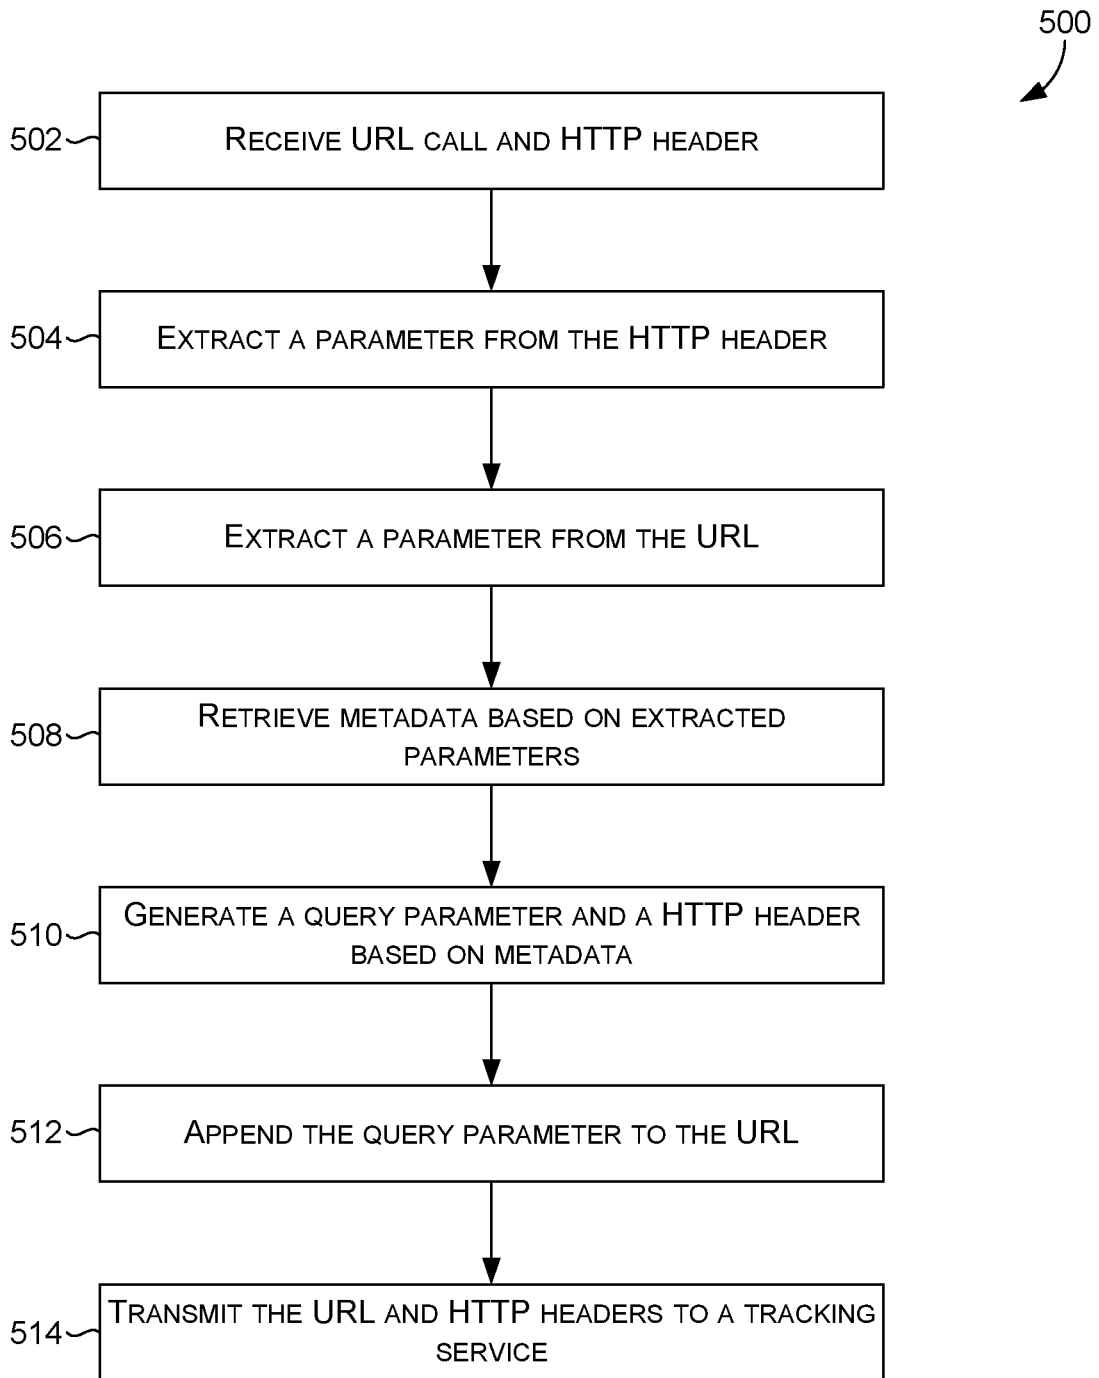 500
502 RECEIVE URL CALL AND HTTP HEADER
504 EXTRACT A PARAMETER FROM THE HTTP HEADER
506 EXTRACT A PARAMETER FROM THE URL
508 RETRIEVE METADATA BASED ON EXTRACTED
PARAMETERS
510 GENERATE A QUERY PARAMETER AND A HTTP HEADER
BASED ON METADATA
512 APPEND THE QUERY PARAMETER TO THE URL
514 TRANSMIT THE URL AND HTTP HEADERS TO A TRACKING
SERVICE